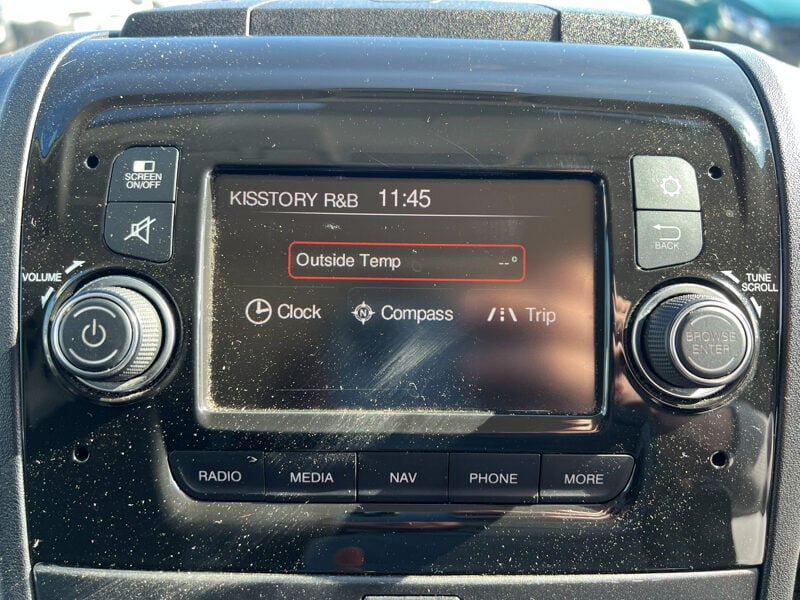 SCREEN
ON/OFF
KISSTORY R&B 11:45
BACK
Outside Temp --°
VOLUME
TUNE
SCROLL
Clock Compass Trip
N
BROWSE
ENTER
RADIO MEDIA NAV PHONE MORE